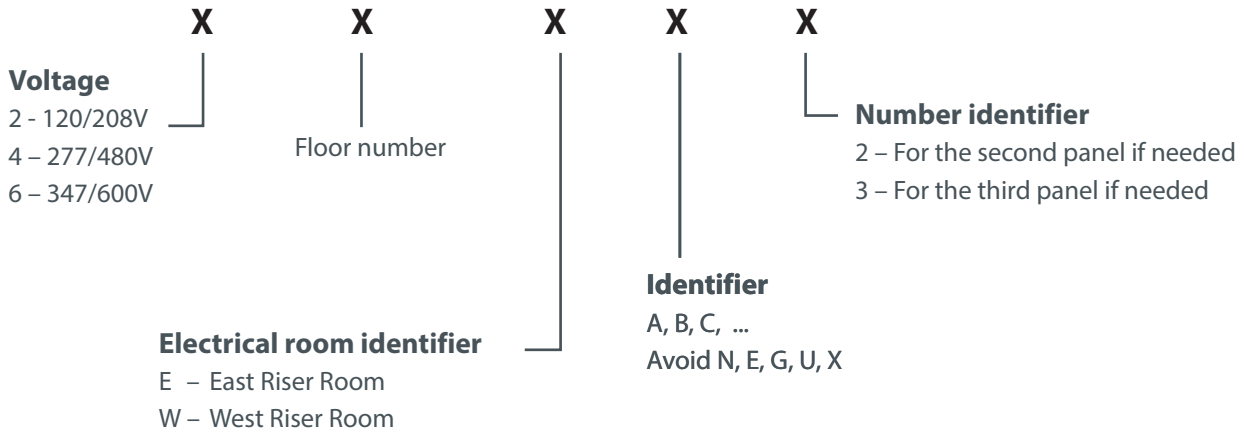 X X X X X
Voltage
2 - 120/208V
4 – 277/480V
6 – 347/600V
Floor number
Number identifier
2 – For the second panel if needed
3 – For the third panel if needed
Identifier
A, B, C, ...
Avoid N, E, G, U, X
Electrical room identifier
E – East Riser Room
W – West Riser Room